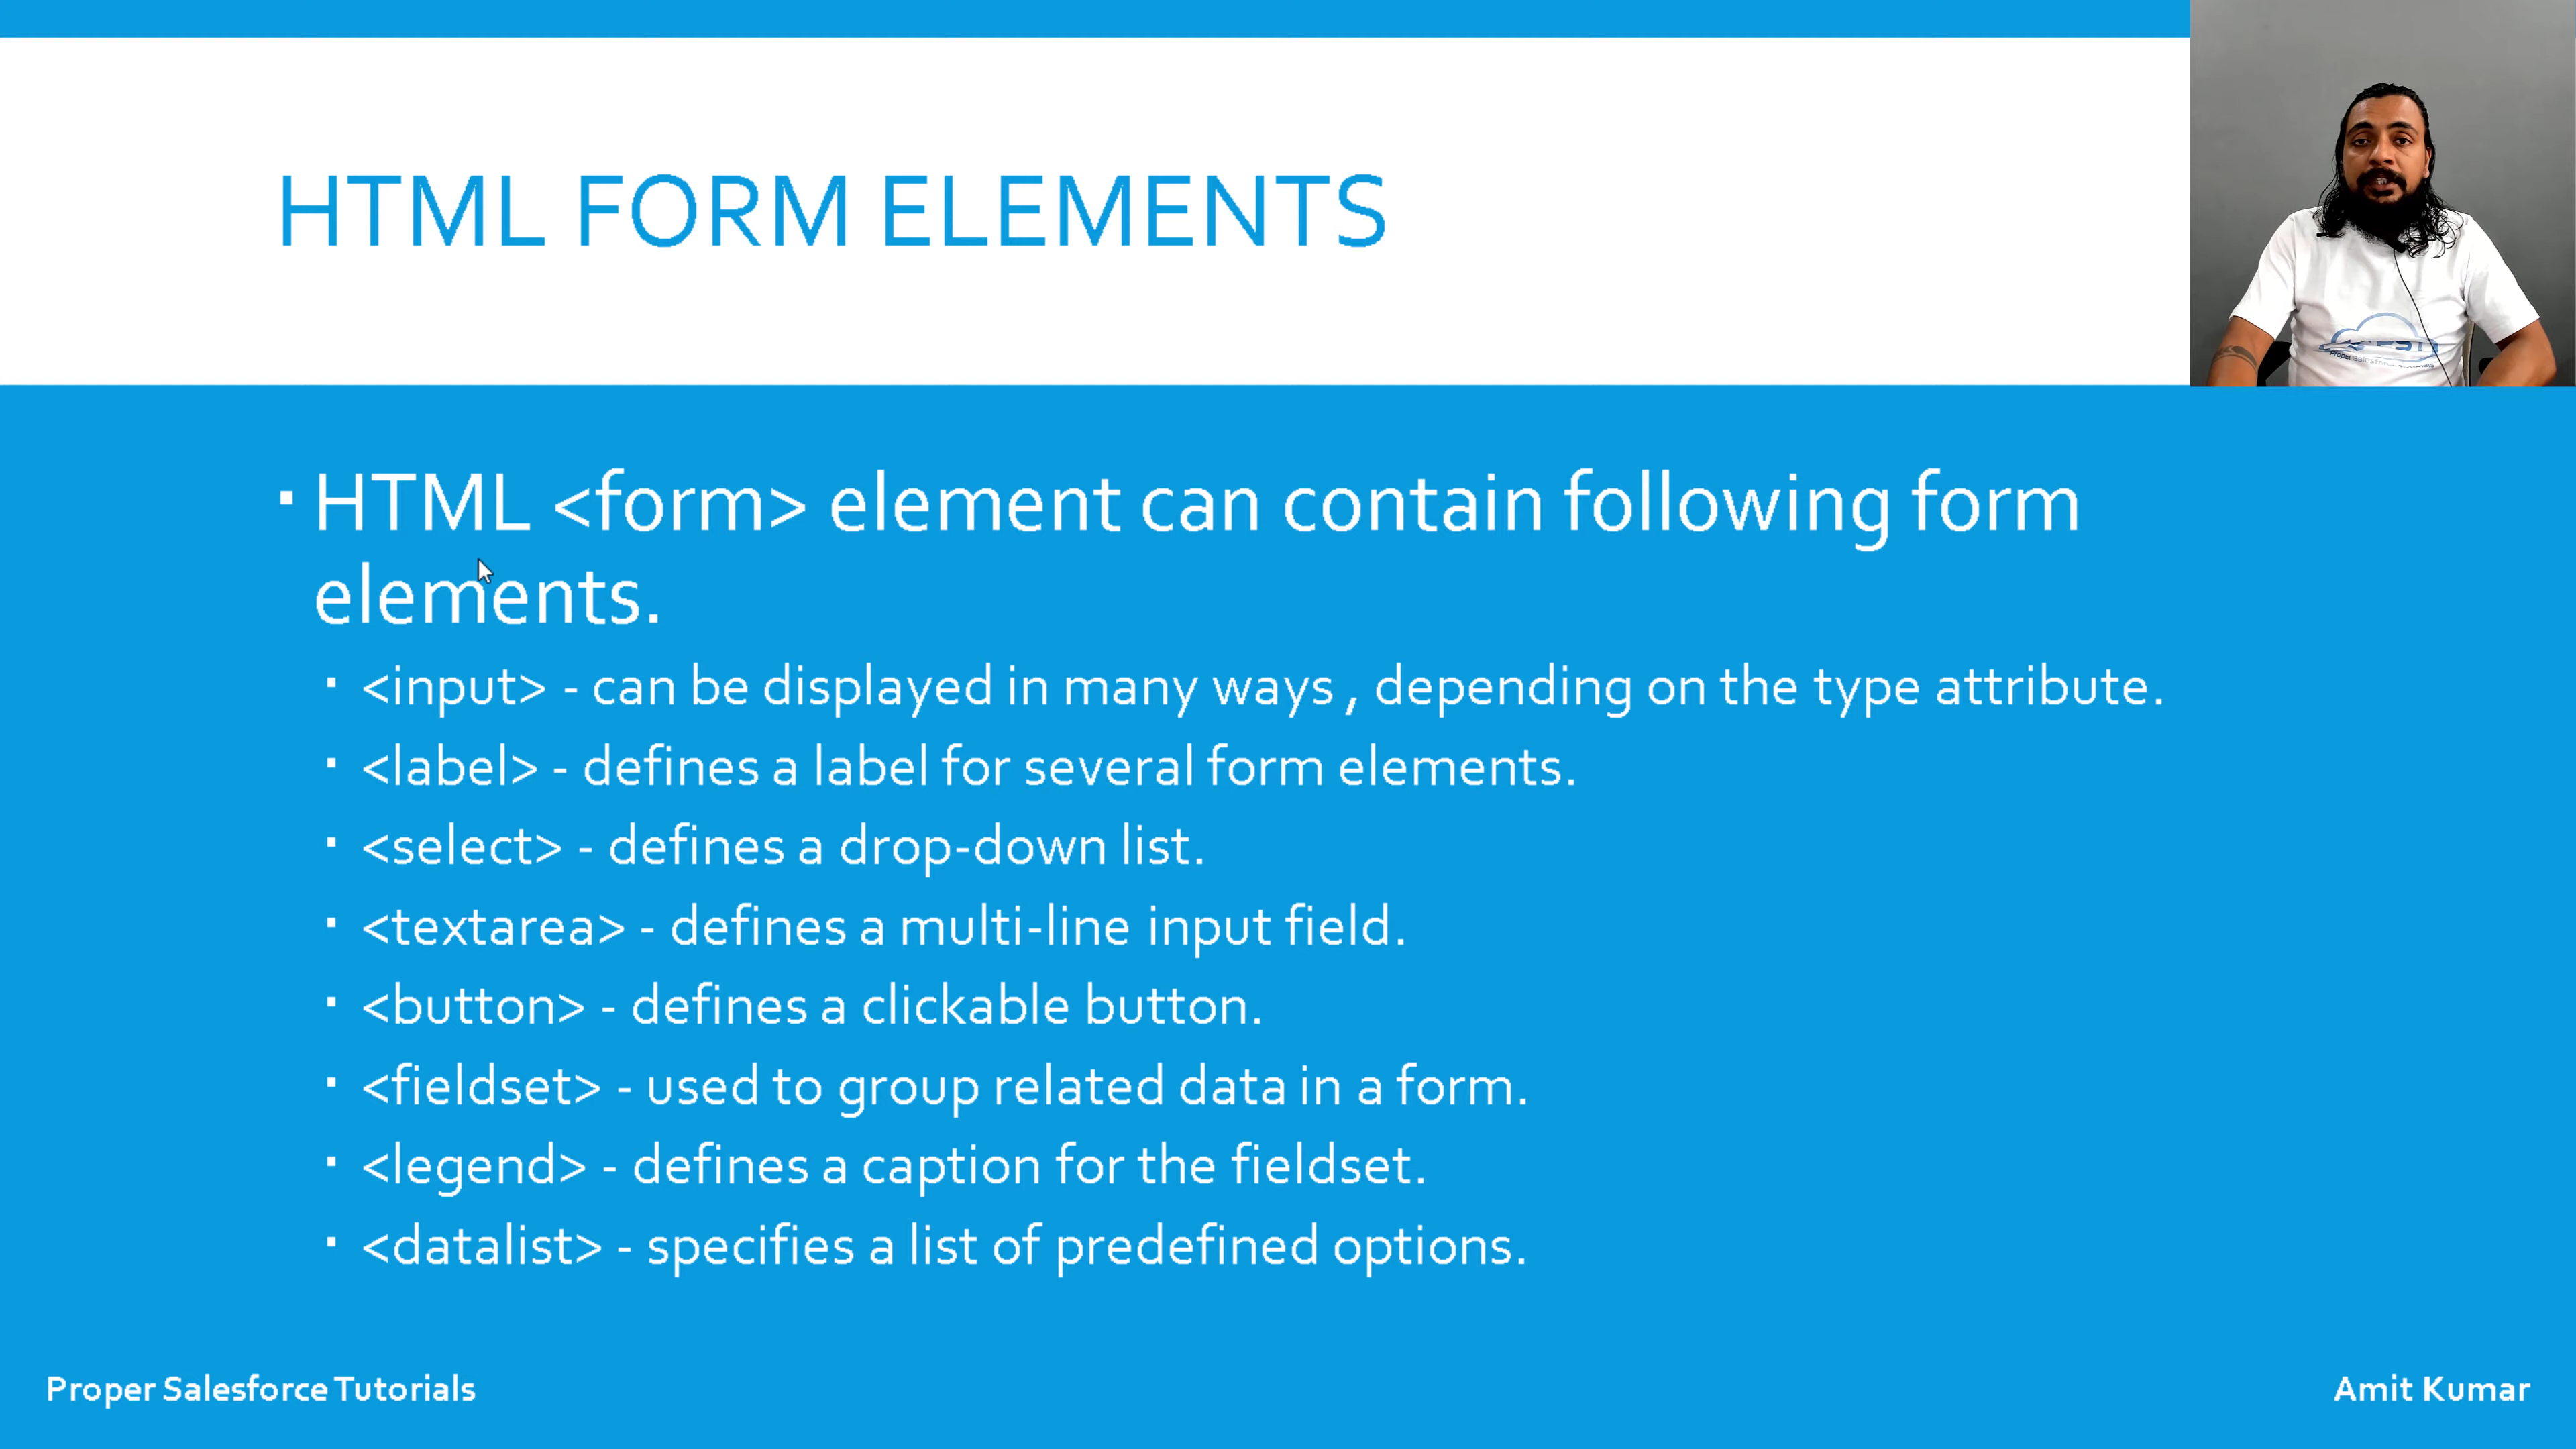 HTML FORM ELEMENTS
▪ HTML <form> element can contain following form
elements.
▪ <input> - can be displayed in many ways , depending on the type attribute.
▪ <label> - defines a label for several form elements.
▪ <select> - defines a drop-down list.
▪ <textarea> - defines a multi-line input field.
▪ <button> - defines a clickable button.
▪ <fieldset> - used to group related data in a form.
▪ <legend> - defines a caption for the fieldset.
▪ <datalist> - specifies a list of predefined options.
Proper Salesforce Tutorials
Amit Kumar